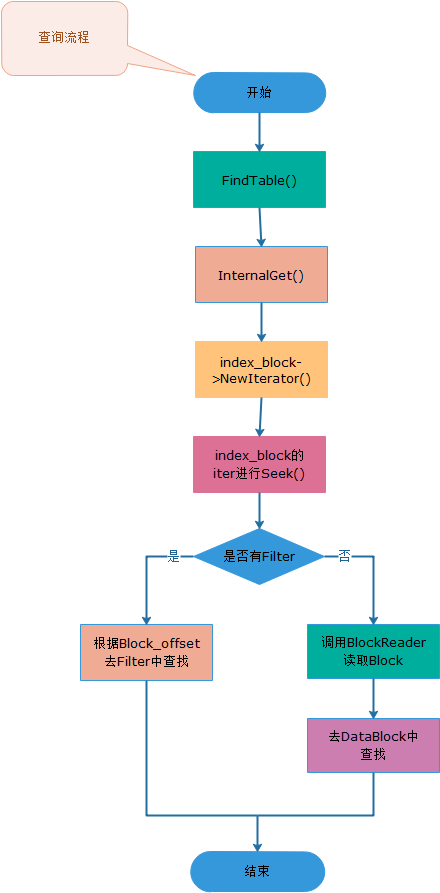 查询流程
开始
FindTable()
InternalGet()
index_block-
>NewIterator()
index_block的
iter进行Seek()
是否有Filter
是
否
根据Block_offset
去Filter中查找
调用BlockReader
读取Block
去DataBlock中
查找
结束